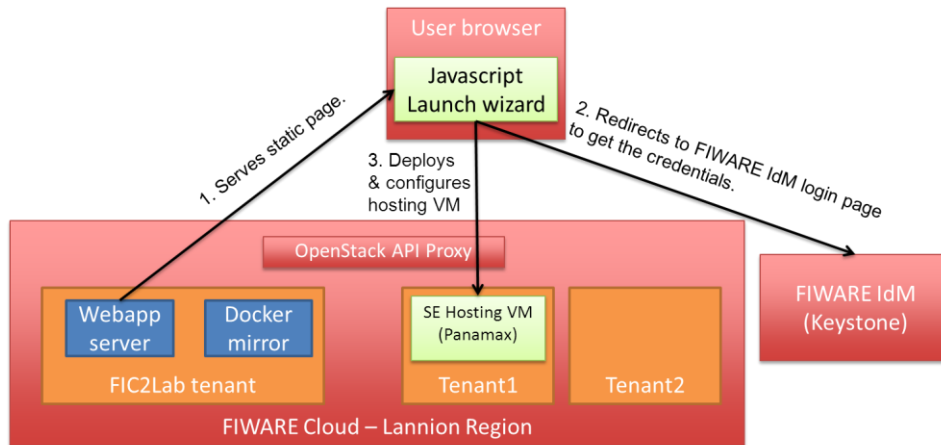 User browser
Javascript
Launch wizard
1. Serves static page.
2. Redirects to FIWARE IdM login page
to get the credentials.
3. Deploys
& configures
hosting VM
OpenStack API Proxy
Webapp
server
Docker
mirror
FIC2Lab tenant
SE Hosting VM
(Panamax)
Tenant1
Tenant2
FIWARE IdM
(Keystone)
FIWARE Cloud – Lannion Region